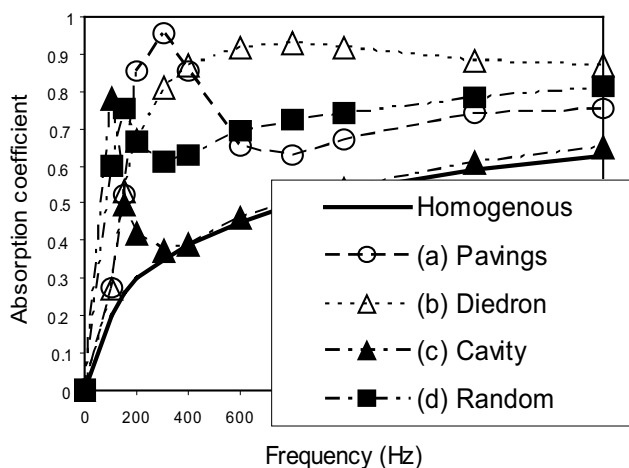 1
0.9
0.8
0.7
0.6
0.5
0.4
0.3
0.2
0.1
0
0 200 400 600
Absorption coefficient
Frequency (Hz)
Homogenous
(a) Pavings
(b) Diedron
(c) Cavity
(d) Random